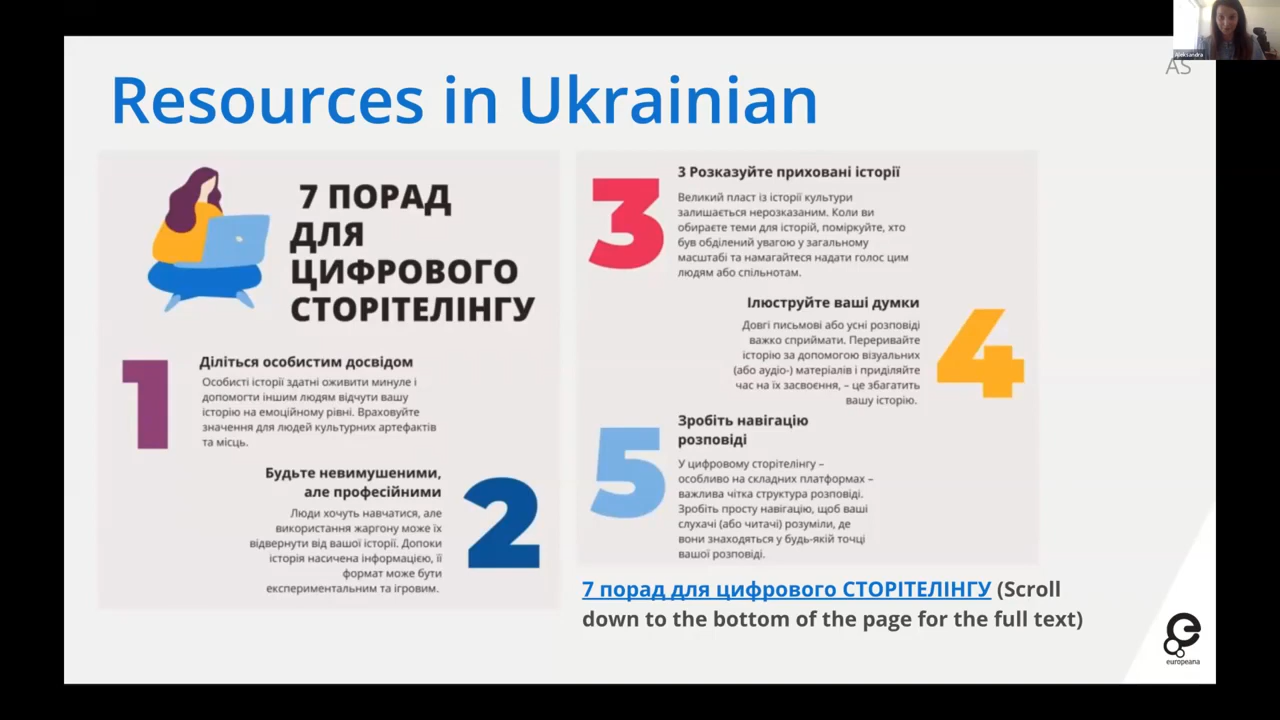 Aleksandra
AS
Resources in Ukrainian
7 ПОРАД
ДЛЯ
ЦИФРОВОГО
СТОРІТЕЛІНГУ
1
Діліться особистим досвідом
Особисті історії здатні оживити минуле і
допомогти іншим людям відчути вашу
історію на емоційному рівні. Враховуйте
значення для людей культурних артефактів
та місць.
Будьте невимушеними,
але професійними
2
Люди хочуть навчатися, але
використання жаргону може їх
відвернути від вашої історії. Допоки
історія насичена інформацією, її
формат може бути
експериментальним та ігровим.
3
3 Розказуйте приховані історії
Великий пласт із історії культури
залишається нерозказаним. Коли ви
обираєте теми для історій, поміркуйте, хто
був обділений увагою у загальному
масштабі та намагайтеся надати голос цим
людям або спільнотам.
Ілюструйте ваші думки
4
Довгі письмові або усні розповіді
важко сприймати. Переривайте
історію за допомогою візуальних
(або аудіо-) матеріалів і приділяйте
час на їх засвоєння, – це збагатить
вашу історію.
5
Зробіть навігацію
розповіді
У цифровому сторітелінгу –
особливо на складних платформах –
важлива чітка структура розповіді.
Зробіть просту навігацію, щоб ваші
слухачі (або читачі) розуміли, де
вони знаходяться у будь-якій точці
вашої розповіді.
7 порад для цифрового СТОРІТЕЛІНГУ (Scroll
down to the bottom of the page for the full text)
europeana